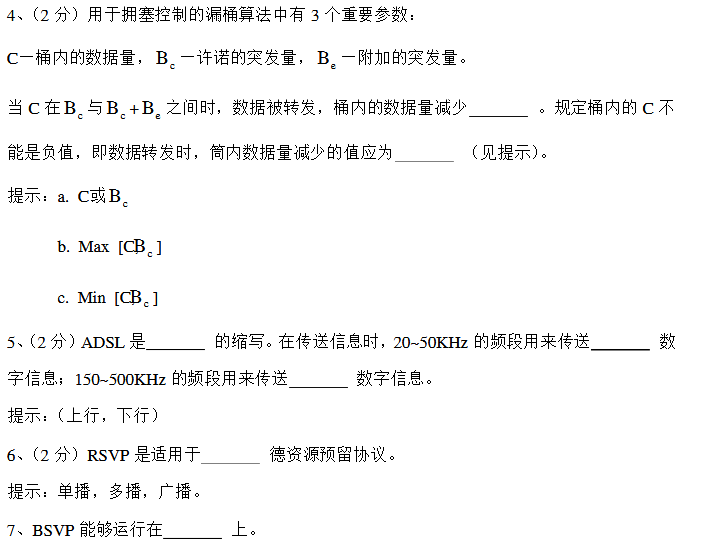 4、（2 分）用于拥塞控制的漏桶算法中有 3 个重要参数：
C—桶内的数据量，Bc —许诺的突发量，Be —附加的突发量。
当 C 在 Bc 与 Bc + Be 之间时，数据被转发，桶内的数据量减少_______ 。规定桶内的 C 不
能是负值，即数据转发时，筒内数据量减少的值应为_______ （见提示）。
提示：a. C或 Bc
b. Max [CBc ]
c. Min [CBc ]
5、（2 分）ADSL 是_______ 的缩写。在传送信息时，20~50KHz 的频段用来传送_______ 数
字信息；150~500KHz 的频段用来传送_______ 数字信息。
提示：（上行，下行）
6、（2 分）RSVP 是适用于_______ 德资源预留协议。
提示：单播，多播，广播。
7、BSVP 能够运行在_______ 上。